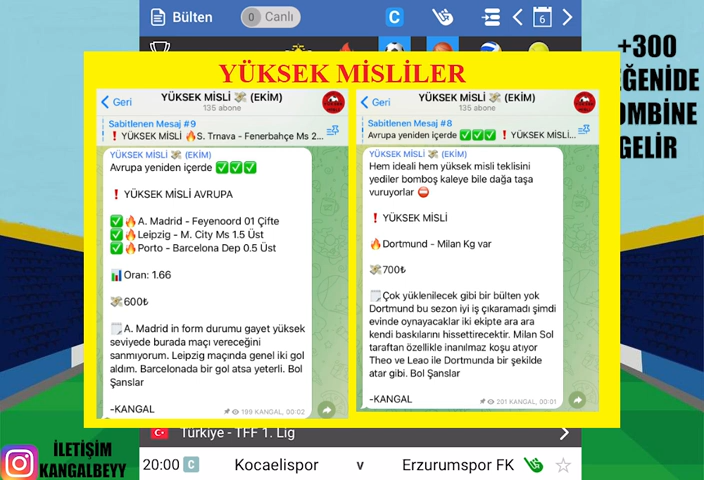 Bülten
0 Canlı
C
6
+300
EĞENİDE
OMBİNE
GELİR
YÜKSEK MİSLİLER
Geri
YÜKSEK MİSLİ 💸 (EKİM)
135 abone
Sabitlenen Mesaj #9
❗ YÜKSEK MİSLİ 🔥S. Trnava - Fenerbahçe Ms 2...
YÜKSEK MİSLİ 💸 (EKİM)
Avrupa yeniden içerde ✅✅✅
❗ YÜKSEK MİSLİ AVRUPA
✅🔥A. Madrid - Feyenoord 01 Çifte
✅🔥Leipzig - M. City Ms 1.5 Üst
✅🔥Porto - Barcelona Dep 0.5 Üst
📊Oran: 1.66
💸600₺
🗒️A. Madrid in form durumu gayet yüksek
seviyede burada maçı vereceğini
sanmıyorum. Leipzig maçında genel iki gol
aldım. Barcelonada bir gol atsa yeterli. Bol
Şanslar
-KANGAL
199 KANGAL, 00:02
Geri
YÜKSEK MİSLİ 💸 (EKİM)
135 abone
Sabitlenen Mesaj #8
Avrupa yeniden içerde ✅✅✅ ❗ YÜKSEK MİSLİ...
YÜKSEK MİSLİ 💸 (EKİM)
Hem ideali hem yüksek misli teklisini
yediler bomboş kaleye bile dağa taşa
vuruyorlar ⛔
❗ YÜKSEK MİSLİ
🔥Dortmund - Milan Kg var
💸700₺
🗒️Çok yüklenilecek gibi bir bülten yok
Dortmund bu sezon iyi iş çıkaramadı şimdi
evinde oynayacaklar iki ekipte ara ara
kendi baskılarını hissettirecektir. Milan Sol
taraftan özellikle inanılmaz koşu atıyor
Theo ve Leao ile Dortmunda bir şekilde
atar gibi. Bol Şanslar
-KANGAL
201 KANGAL, 00:01
Türkiye - TFF 1. Lig
20:00 C Kocaelispor v Erzurumspor FK
İLETİŞİM
KANGALBEYY